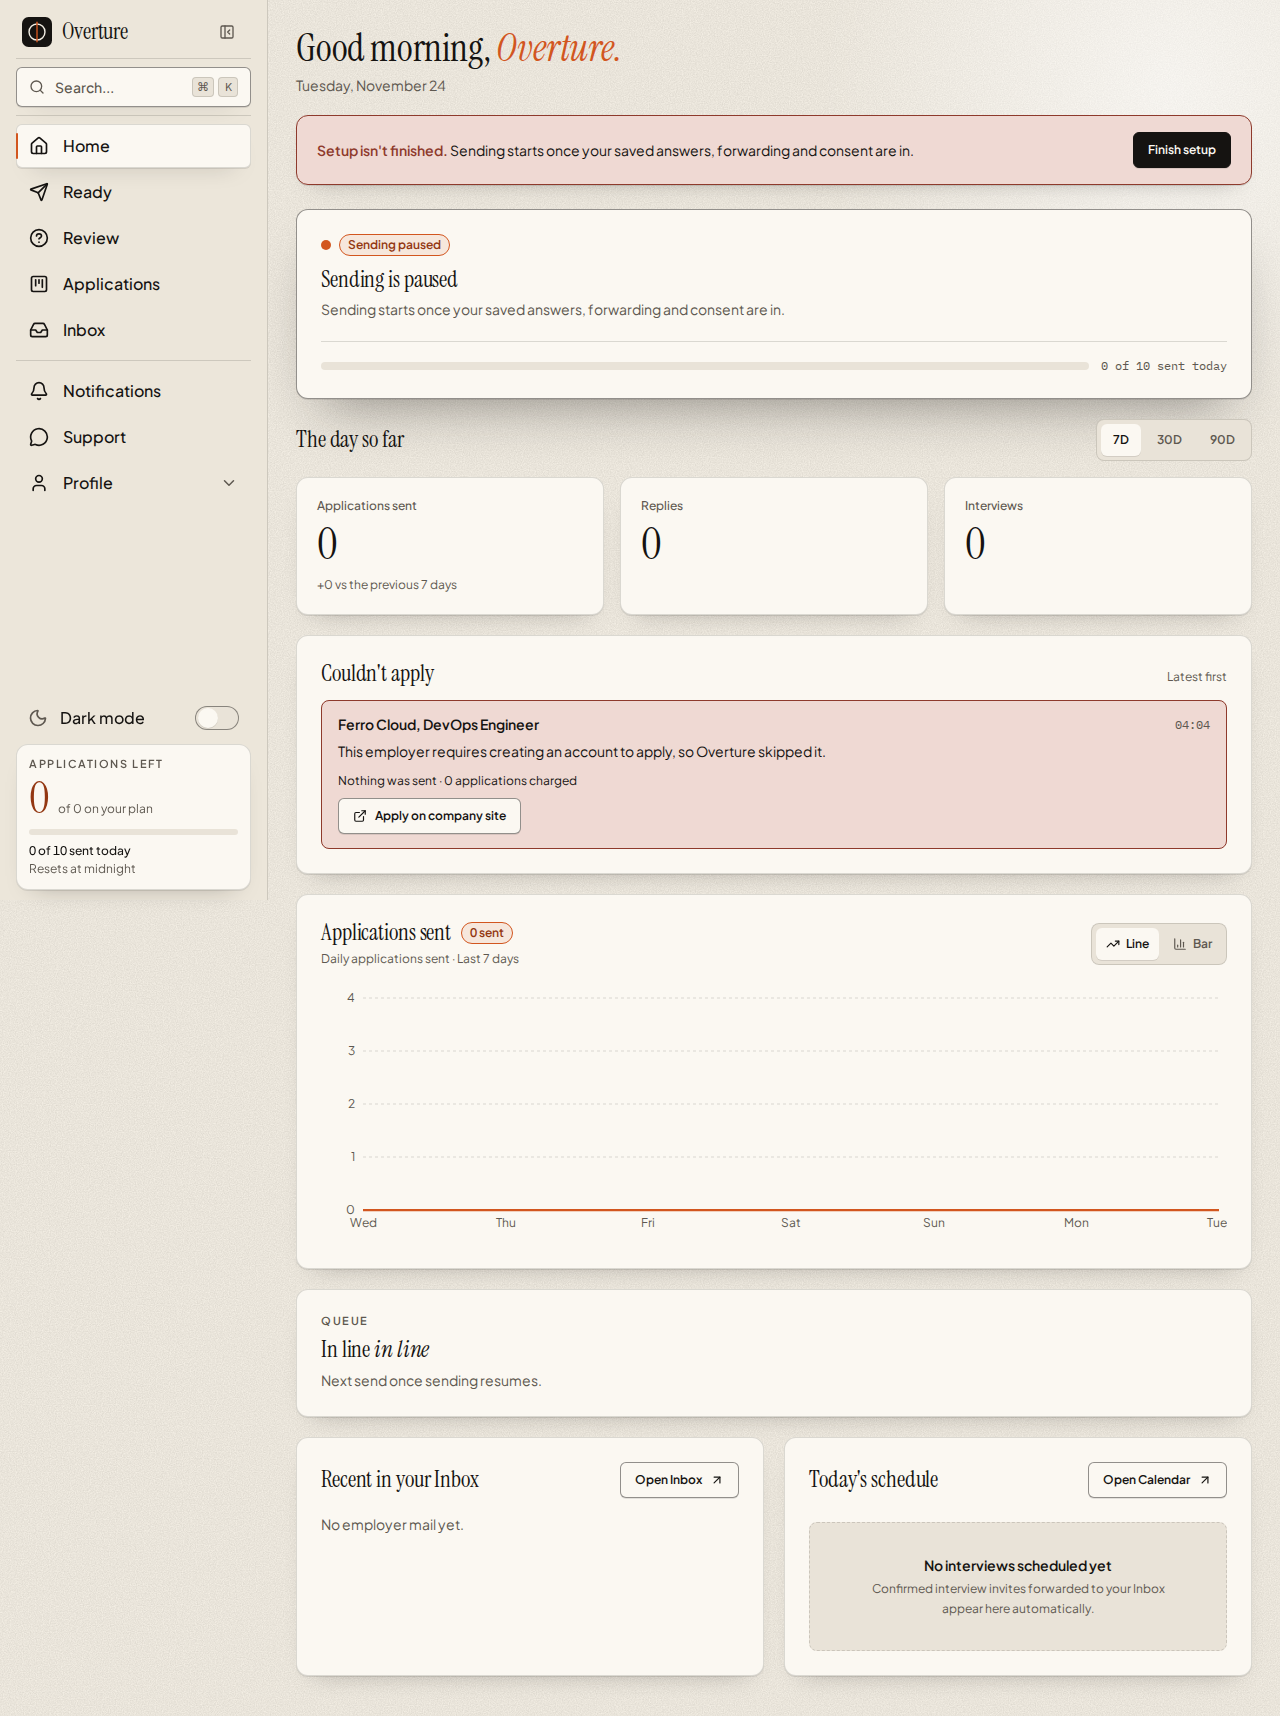 Overture
Search...
⌘ K
Home
Ready
Review
Applications
Inbox
Notifications
Support
Profile
Dark mode
APPLICATIONS LEFT
0 of 0 on your plan
0 of 10 sent today
Resets at midnight
Good morning, Overture.
Tuesday, November 24
Setup isn't finished. Sending starts once your saved answers, forwarding and consent are in.
Finish setup
Sending paused
Sending is paused
Sending starts once your saved answers, forwarding and consent are in.
0 of 10 sent today
The day so far
7D 30D 90D
Applications sent
0
+0 vs the previous 7 days
Replies
0
Interviews
0
Couldn't apply
Latest first
Ferro Cloud, DevOps Engineer
04:04
This employer requires creating an account to apply, so Overture skipped it.
Nothing was sent · 0 applications charged
Apply on company site
Applications sent
0 sent
Daily applications sent · Last 7 days
Line Bar
4
3
2
1
0
Wed Thu Fri Sat Sun Mon Tue
QUEUE
In line in line
Next send once sending resumes.
Recent in your Inbox
Open Inbox
No employer mail yet.
Today's schedule
Open Calendar
No interviews scheduled yet
Confirmed interview invites forwarded to your Inbox
appear here automatically.